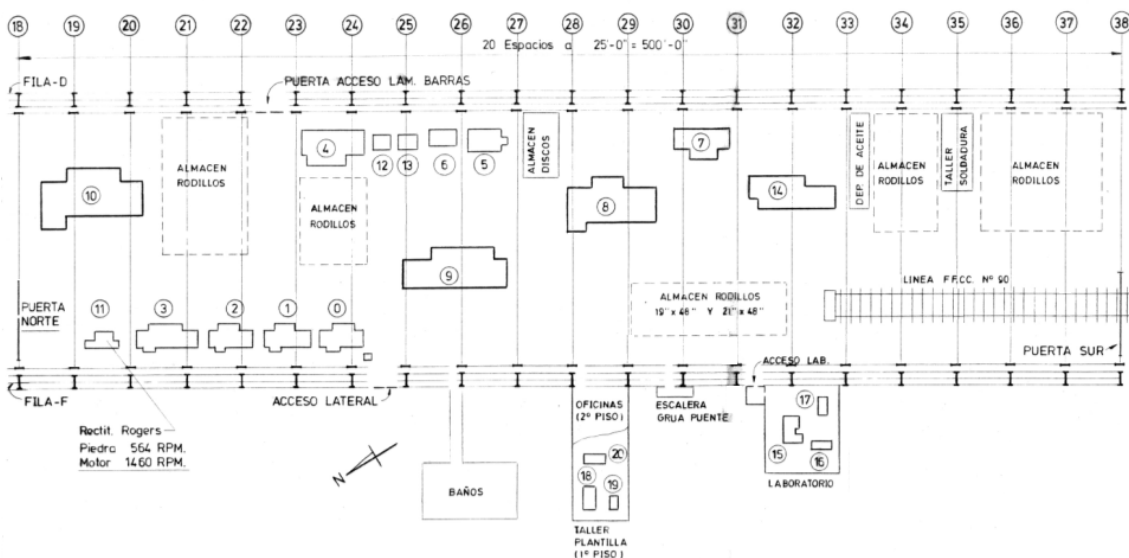 18 19 20 21 22 23 24 25 26 27 28 29 30 31 32 33 34 35 36 37 38
20 Espacios a 25'-0" = 500'-0"
FILA-D
PUERTA ACCESO LAM. BARRAS
4
12
13
6
5
ALMACEN
DISCOS
7
DEP. DE ACEITE
ALMACEN
RODILLOS
TALLER
SOLDADURA
ALMACEN
RODILLOS
ALMACEN
RODILLOS
10
ALMACEN
RODILLOS
8
14
9
LINEA F.F.C.C. Nº 90
ALMACEN RODILLOS
19" x 48" Y 21" x 48"
PUERTA
NORTE
11
3
2
1
0
PUERTA SUR
ACCESO LAB.
FILA-F
ACCESO LATERAL
OFICINAS
(2º PISO)
ESCALERA
GRUA PUENTE
17
Rectit. Rogers
Piedra 564 RPM.
Motor 1460 RPM.
N
BAÑOS
20
18
19
15
16
LABORATORIO
TALLER
PLANTILLA
(1º PISO)